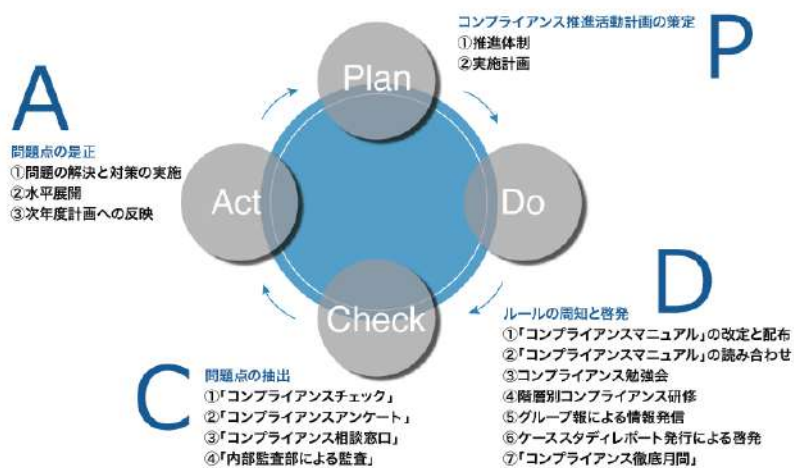 P
コンプライアンス推進活動計画の策定
①推進体制
②実施計画
Plan
Do
D
ルールの周知と啓発
①「コンプライアンスマニュアル」の改定と配布
②「コンプライアンスマニュアル」の読み合わせ
③コンプライアンス勉強会
④階層別コンプライアンス研修
⑤グループ報による情報発信
⑥ケーススタディレポート発行による啓発
⑦「コンプライアンス徹底月間」
Check
C
問題点の抽出
①「コンプライアンスチェック」
②「コンプライアンスアンケート」
③「コンプライアンス相談窓口」
④「内部監査部による監査」
Act
A
問題点の是正
①問題の解決と対策の実施
②水平展開
③次年度計画への反映